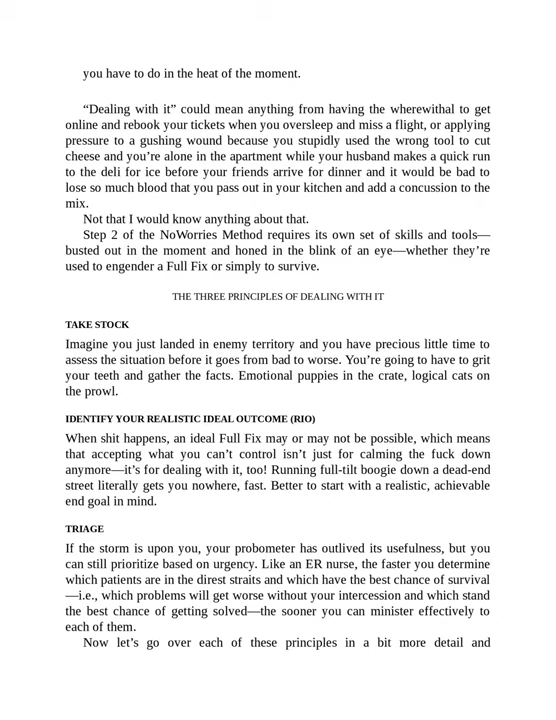 you have to do in the heat of the moment.
“Dealing with it” could mean anything from having the wherewithal to get
online and rebook your tickets when you oversleep and miss a flight, or applying
pressure to a gushing wound because you stupidly used the wrong tool to cut
cheese and you’re alone in the apartment while your husband makes a quick run
to the deli for ice before your friends arrive for dinner and it would be bad to
lose so much blood that you pass out in your kitchen and add a concussion to the
mix.
Not that I would know anything about that.
Step 2 of the NoWorries Method requires its own set of skills and tools—
busted out in the moment and honed in the blink of an eye—whether they’re
used to engender a Full Fix or simply to survive.
THE THREE PRINCIPLES OF DEALING WITH IT
TAKE STOCK
Imagine you just landed in enemy territory and you have precious little time to
assess the situation before it goes from bad to worse. You’re going to have to grit
your teeth and gather the facts. Emotional puppies in the crate, logical cats on
the prowl.
IDENTIFY YOUR REALISTIC IDEAL OUTCOME (RIO)
When shit happens, an ideal Full Fix may or may not be possible, which means
that accepting what you can’t control isn’t just for calming the fuck down
anymore—it’s for dealing with it, too! Running full-tilt boogie down a dead-end
street literally gets you nowhere, fast. Better to start with a realistic, achievable
end goal in mind.
TRIAGE
If the storm is upon you, your probometer has outlived its usefulness, but you
can still prioritize based on urgency. Like an ER nurse, the faster you determine
which patients are in the direst straits and which have the best chance of survival
—i.e., which problems will get worse without your intercession and which stand
the best chance of getting solved—the sooner you can minister effectively to
each of them.
Now let’s go over each of these principles in a bit more detail and